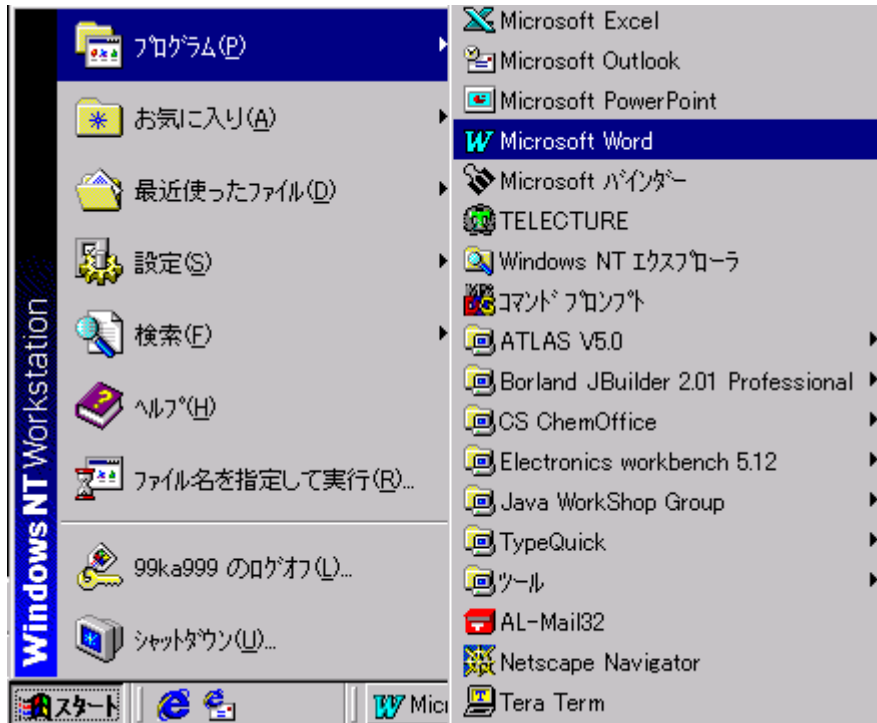 プログラム(P)
お気に入り(A)
最近使ったファイル(D)
設定(S)
検索(F)
ヘルプ(H)
ファイル名を指定して実行(R)...
99ka999 のログオフ(L)...
シャットダウン(U)...
Windows NT Workstation
スタート
Micr
Microsoft Excel
Microsoft Outlook
Microsoft PowerPoint
Microsoft Word
Microsoft バインダー
TELECTURE
Windows NT エクスプローラ
コマンド プロンプト
ATLAS V5.0
Borland JBuilder 2.01 Professional
CS ChemOffice
Electronics workbench 5.12
Java WorkShop Group
TypeQuick
ツール
AL-Mail32
Netscape Navigator
Tera Term